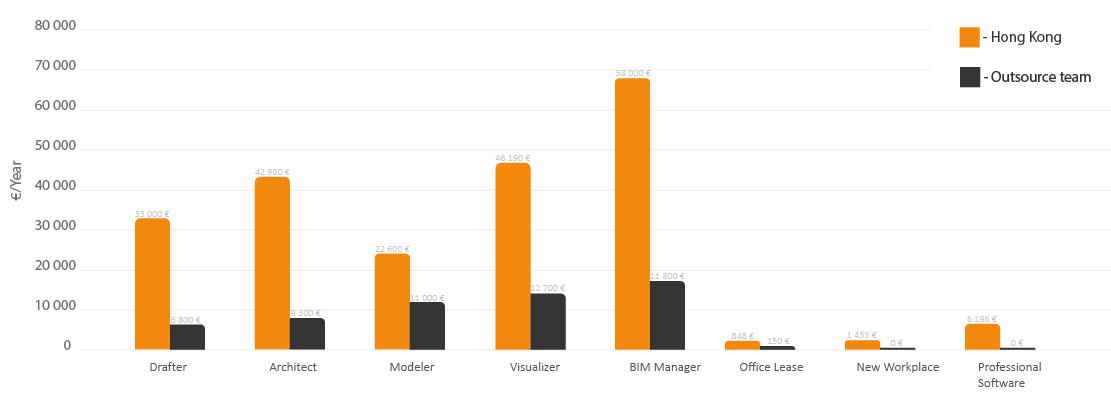 80 000
70 000
60 000
50 000
40 000
30 000
20 000
10 000
0
€/Year
- Hong Kong
- Outsource team
33 000 €
6 800 €
42 900 €
9 300 €
22 600 €
11 000 €
46 190 €
12 700 €
58 000 €
11 800 €
848 €
150 €
1 453 €
0 €
6 196 €
0 €
Drafter
Architect
Modeler
Visualizer
BIM Manager
Office Lease
New Workplace
Professional
Software